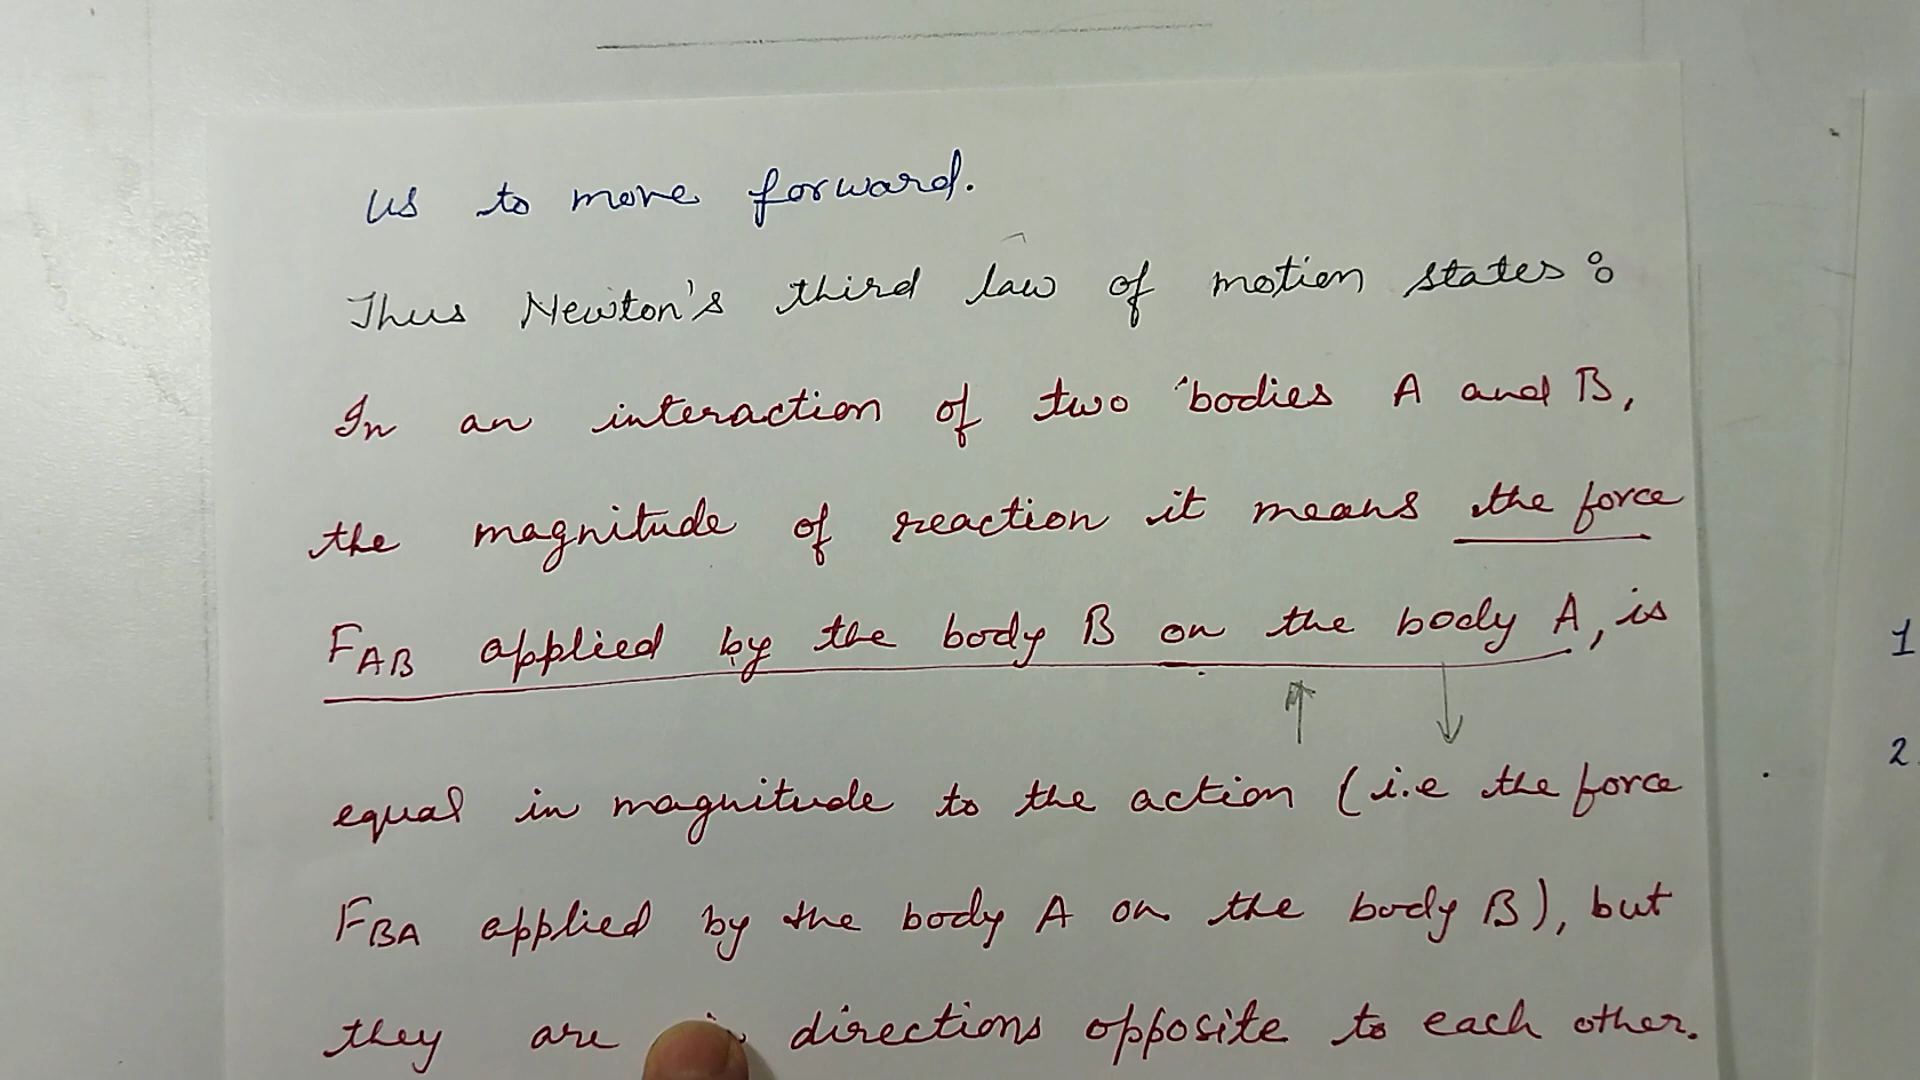 us to move forward.
Thus Newton's third law of motion states :
In an interaction of two bodies A and B,
the magnitude of reaction it means the force
FAB applied by the body B on the body A, is
equal in magnitude to the action (i.e the force
FBA applied by the body A on the body B), but
they are directions opposite to each other.
1
2.